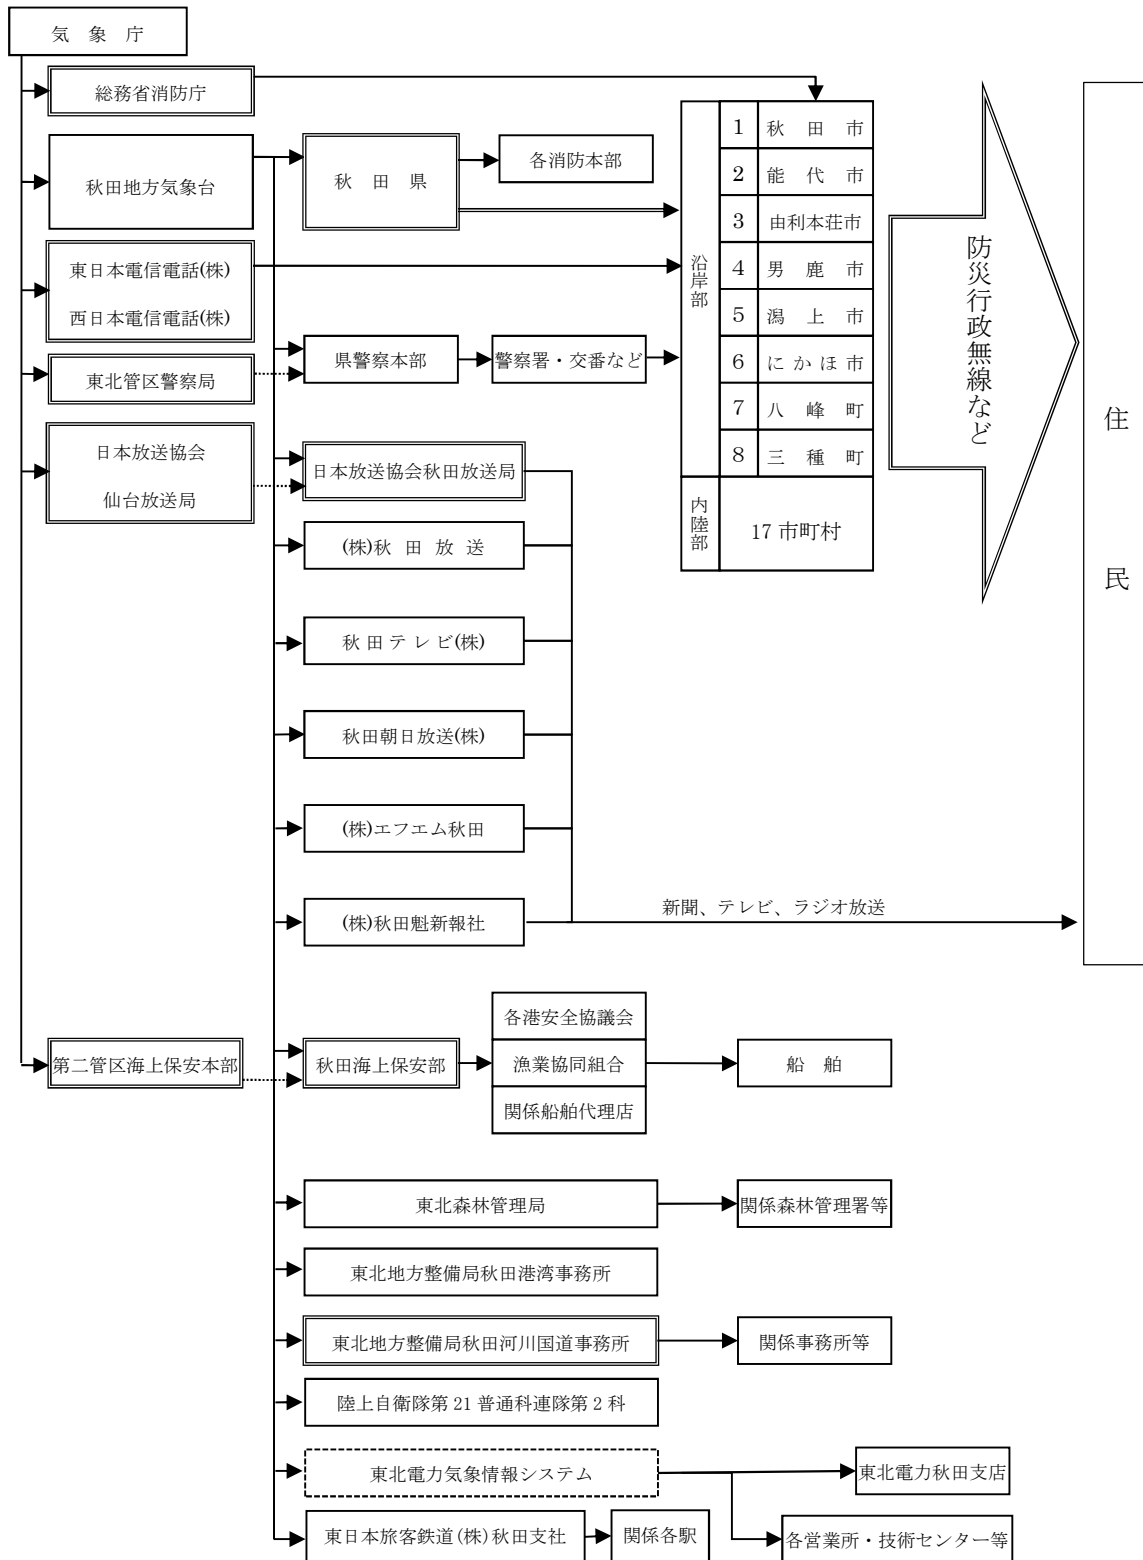 気 象 庁
総務省消防庁
秋田地方気象台
東日本電信電話(株)
西日本電信電話(株)
東北管区警察局
日本放送協会
仙台放送局
第二管区海上保安本部
秋 田 県
各消防本部
県警察本部
警察署・交番など
日本放送協会秋田放送局
(株)秋 田 放 送
秋 田 テ レ ビ(株)
秋田朝日放送(株)
(株)エフエム秋田
(株)秋田魁新報社
新聞、テレビ、ラジオ放送
沿岸部
1 秋 田 市
2 能 代 市
3 由利本荘市
4 男 鹿 市
5 潟 上 市
6 に か ほ 市
7 八 峰 町
8 三 種 町
内陸部
17 市町村
防災行政無線など
住 民
秋田海上保安部
各港安全協議会
漁業協同組合
関係船舶代理店
船 舶
東北森林管理局
関係森林管理署等
東北地方整備局秋田港湾事務所
東北地方整備局秋田河川国道事務所
関係事務所等
陸上自衛隊第 21 普通科連隊第 2 科
東北電力気象情報システム
東北電力秋田支店
各営業所・技術センター等
東日本旅客鉄道(株)秋田支社
関係各駅